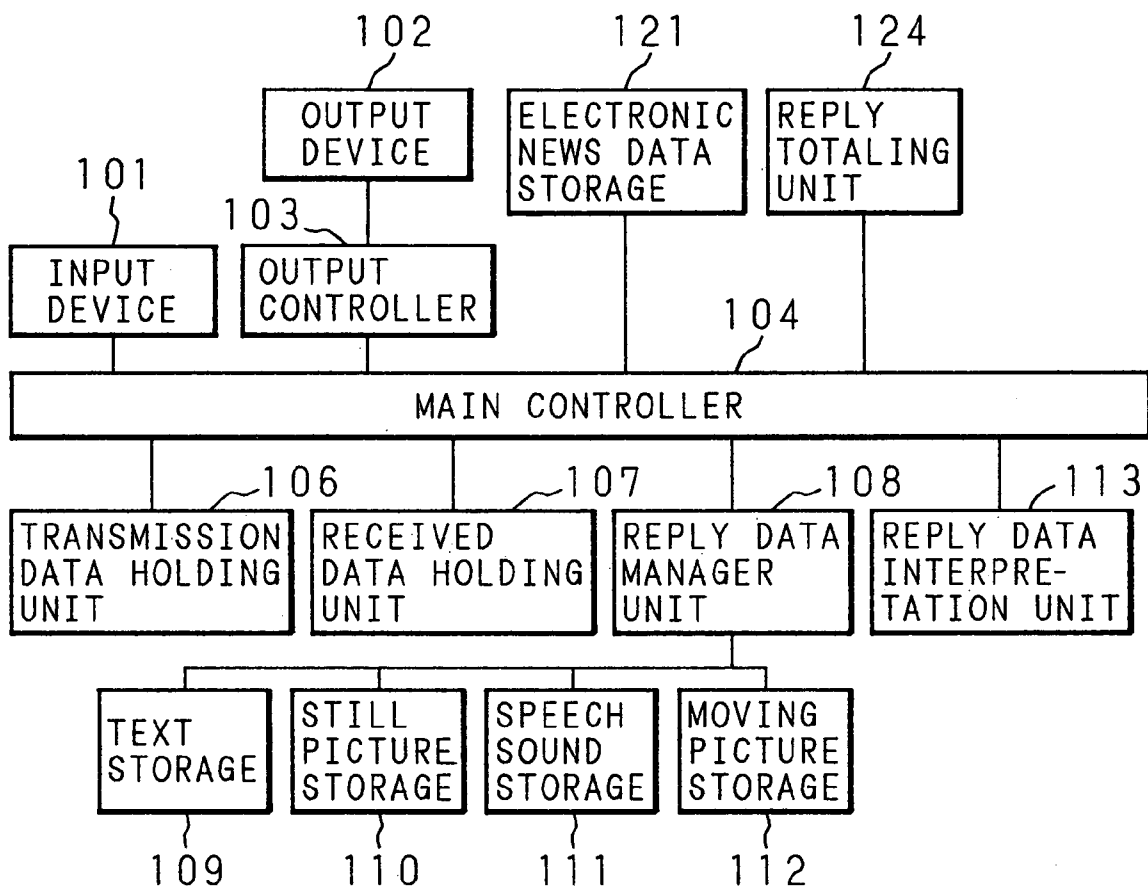 102
121
124
OUTPUT
DEVICE
ELECTRONIC
NEWS DATA
STORAGE
REPLY
TOTALING
UNIT
101
103
INPUT
DEVICE
OUTPUT
CONTROLLER
104
MAIN CONTROLLER
106
107
108
113
TRANSMISSION
DATA HOLDING
UNIT
RECEIVED
DATA HOLDING
UNIT
REPLY DATA
MANAGER
UNIT
REPLY DATA
INTERPRE-
TATION UNIT
TEXT
STORAGE
STILL
PICTURE
STORAGE
SPEECH
SOUND
STORAGE
MOVING
PICTURE
STORAGE
109
110
111
112